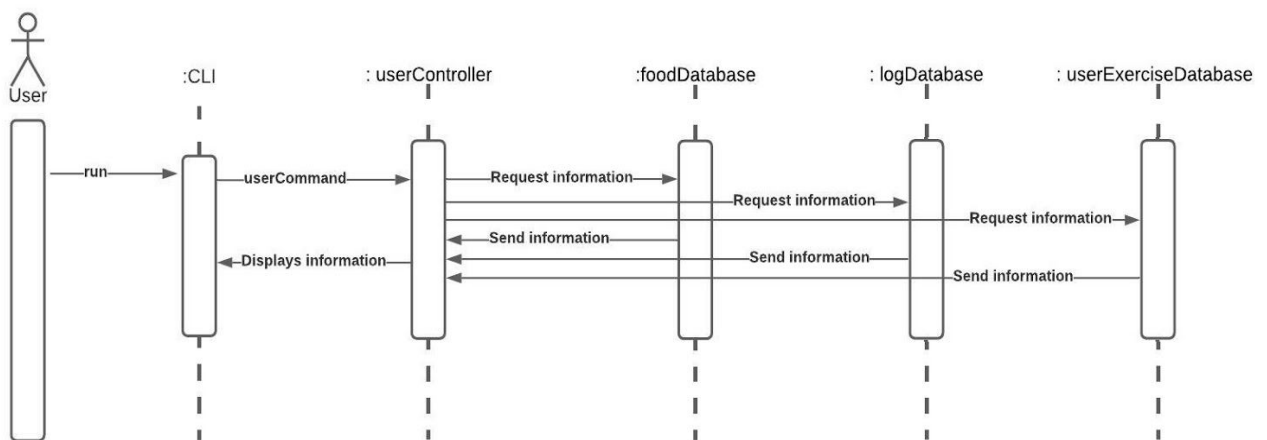 User
:CLI
: userController
:foodDatabase
: logDatabase
: userExerciseDatabase
run
userCommand
Request information
Request information
Request information
Send information
Displays information
Send information
Send information